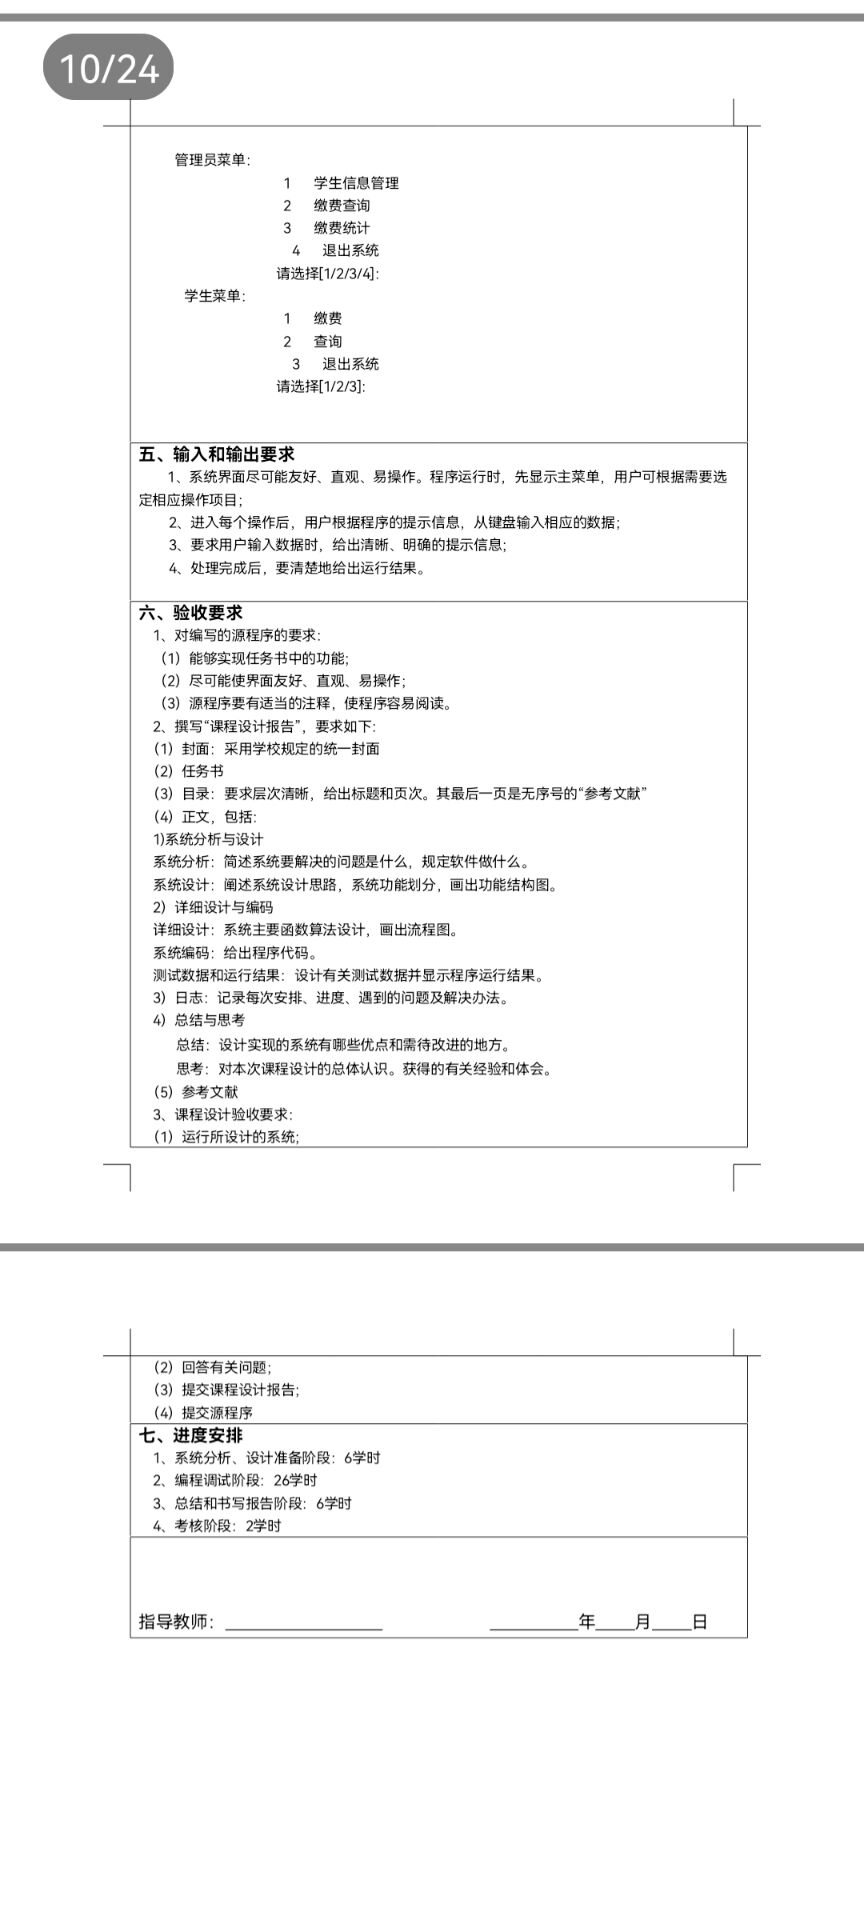 10/24
管理员菜单：
1 学生信息管理
2 缴费查询
3 缴费统计
4 退出系统
请选择[1/2/3/4]:
学生菜单：
1 缴费
2 查询
3 退出系统
请选择[1/2/3]:
五、输入和输出要求
1、系统界面尽可能友好、直观、易操作。程序运行时，先显示主菜单，用户可根据需要选
定相应操作项目；
2、进入每个操作后，用户根据程序的提示信息，从键盘输入相应的数据；
3、要求用户输入数据时，给出清晰、明确的提示信息；
4、处理完成后，要清楚地给出运行结果。
六、验收要求
1、对编写的源程序的要求：
（1）能够实现任务书中的功能；
（2）尽可能使界面友好、直观、易操作；
（3）源程序要有适当的注释，使程序容易阅读。
2、撰写“课程设计报告”，要求如下：
（1）封面：采用学校规定的统一封面
（2）任务书
（3）目录：要求层次清晰，给出标题和页次。其最后一页是无序号的“参考文献”
（4）正文，包括：
1)系统分析与设计
系统分析：简述系统要解决的问题是什么，规定软件做什么。
系统设计：阐述系统设计思路，系统功能划分，画出功能结构图。
2）详细设计与编码
详细设计：系统主要函数算法设计，画出流程图。
系统编码：给出程序代码。
测试数据和运行结果：设计有关测试数据并显示程序运行结果。
3）日志：记录每次安排、进度、遇到的问题及解决办法。
4）总结与思考
总结：设计实现的系统有哪些优点和需待改进的地方。
思考：对本次课程设计的总体认识。获得的有关经验和体会。
（5）参考文献
3、课程设计验收要求：
（1）运行所设计的系统；
（2）回答有关问题；
（3）提交课程设计报告；
（4）提交源程序
七、进度安排
1、系统分析、设计准备阶段：6学时
2、编程调试阶段：26学时
3、总结和书写报告阶段：6学时
4、考核阶段：2学时
指导教师：________________ _________年____月____日